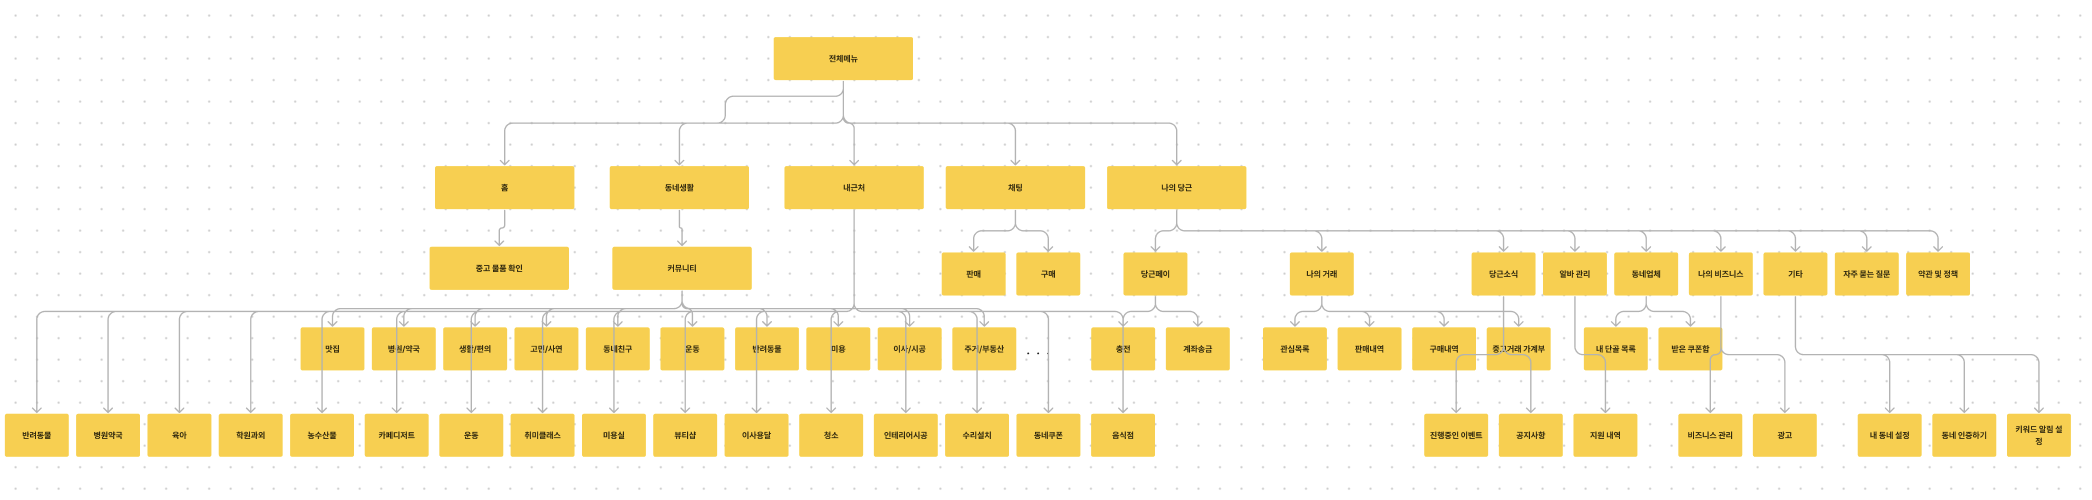 전체메뉴
홈
동네생활
내근처
채팅
나의 당근
중고 물품 확인
커뮤니티
판매
구매
당근페이
나의 거래
당근소식
알바 관리
동네업체
나의 비즈니스
기타
자주 묻는 질문
약관 및 정책
맛집
병원/약국
생활/편의
고민/사연
동네친구
운동
반려동물
미용
이사/시공
주거/부동산
. . .
충전
계좌송금
관심목록
판매내역
구매내역
중고거래 가계부
내 단골 목록
받은 쿠폰함
반려동물
병원약국
육아
학원과외
농수산물
카페디저트
운동
취미클래스
미용실
뷰티샵
이사용달
청소
인테리어시공
수리설치
동네쿠폰
음식점
진행중인 이벤트
공지사항
지원 내역
비즈니스 관리
광고
내 동네 설정
동네 인증하기
키워드 알림 설
정